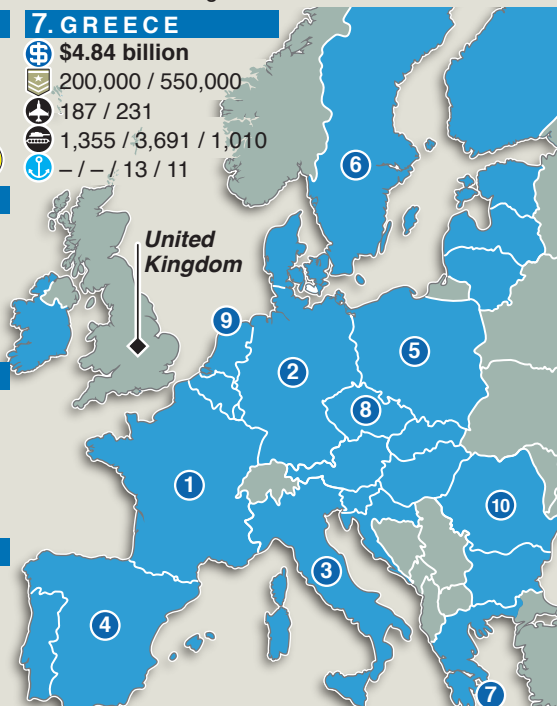 7. GREECE
$4.84 billion
200,000 / 550,000
187 / 231
1,355 / 3,691 / 1,010
– / – / 13 / 11
United
Kingdom
6
9
5
2
8
1
10
3
4
7